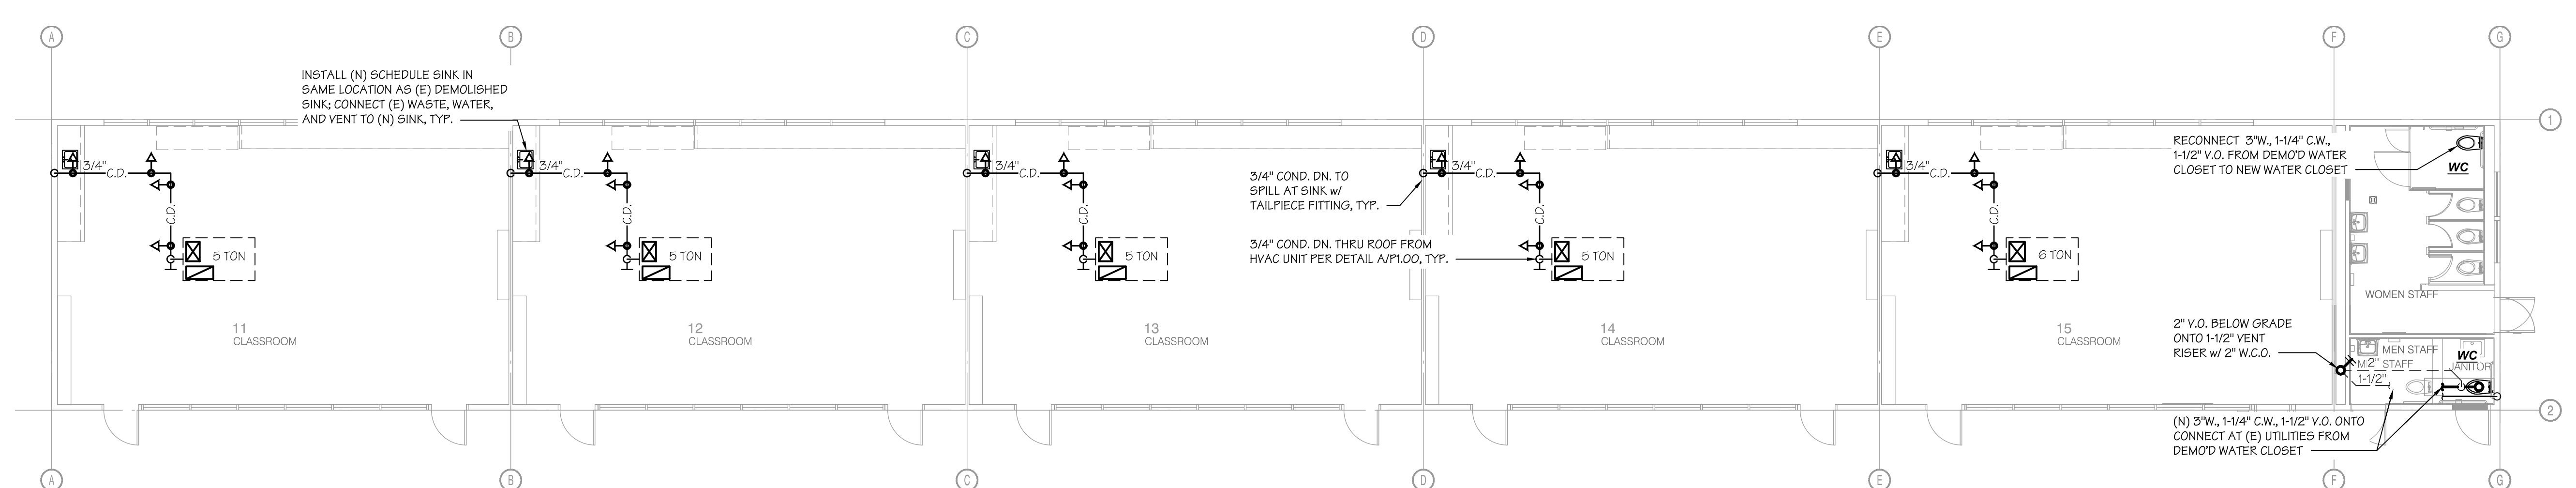 A B C D E F G
INSTALL (N) SCHEDULE SINK IN
SAME LOCATION AS (E) DEMOLISHED
SINK; CONNECT (E) WASTE, WATER,
AND VENT TO (N) SINK, TYP.
1
3/4" C.D.
C.D.
5 TON
11
CLASSROOM
3/4" C.D.
C.D.
5 TON
12
CLASSROOM
3/4" C.D.
C.D.
5 TON
13
CLASSROOM
3/4" COND. DN. TO
SPILL AT SINK w/
TAILPIECE FITTING, TYP.
3/4" COND. DN. THRU ROOF FROM
HVAC UNIT PER DETAIL A/P1.00, TYP.
3/4" C.D.
C.D.
5 TON
14
CLASSROOM
3/4" C.D.
C.D.
6 TON
15
CLASSROOM
RECONNECT 3"W., 1-1/4" C.W.,
1-1/2" V.O. FROM DEMO'D WATER
CLOSET TO NEW WATER CLOSET
WC
WOMEN STAFF
2" V.O. BELOW GRADE
ONTO 1-1/2" VENT
RISER w/ 2" W.C.O.
MEN STAFF
WC
2"
STAFF
JANITOR
1-1/2"
(N) 3"W., 1-1/4" C.W., 1-1/2" V.O. ONTO
CONNECT AT (E) UTILITIES FROM
DEMO'D WATER CLOSET
2
A B C D E F G